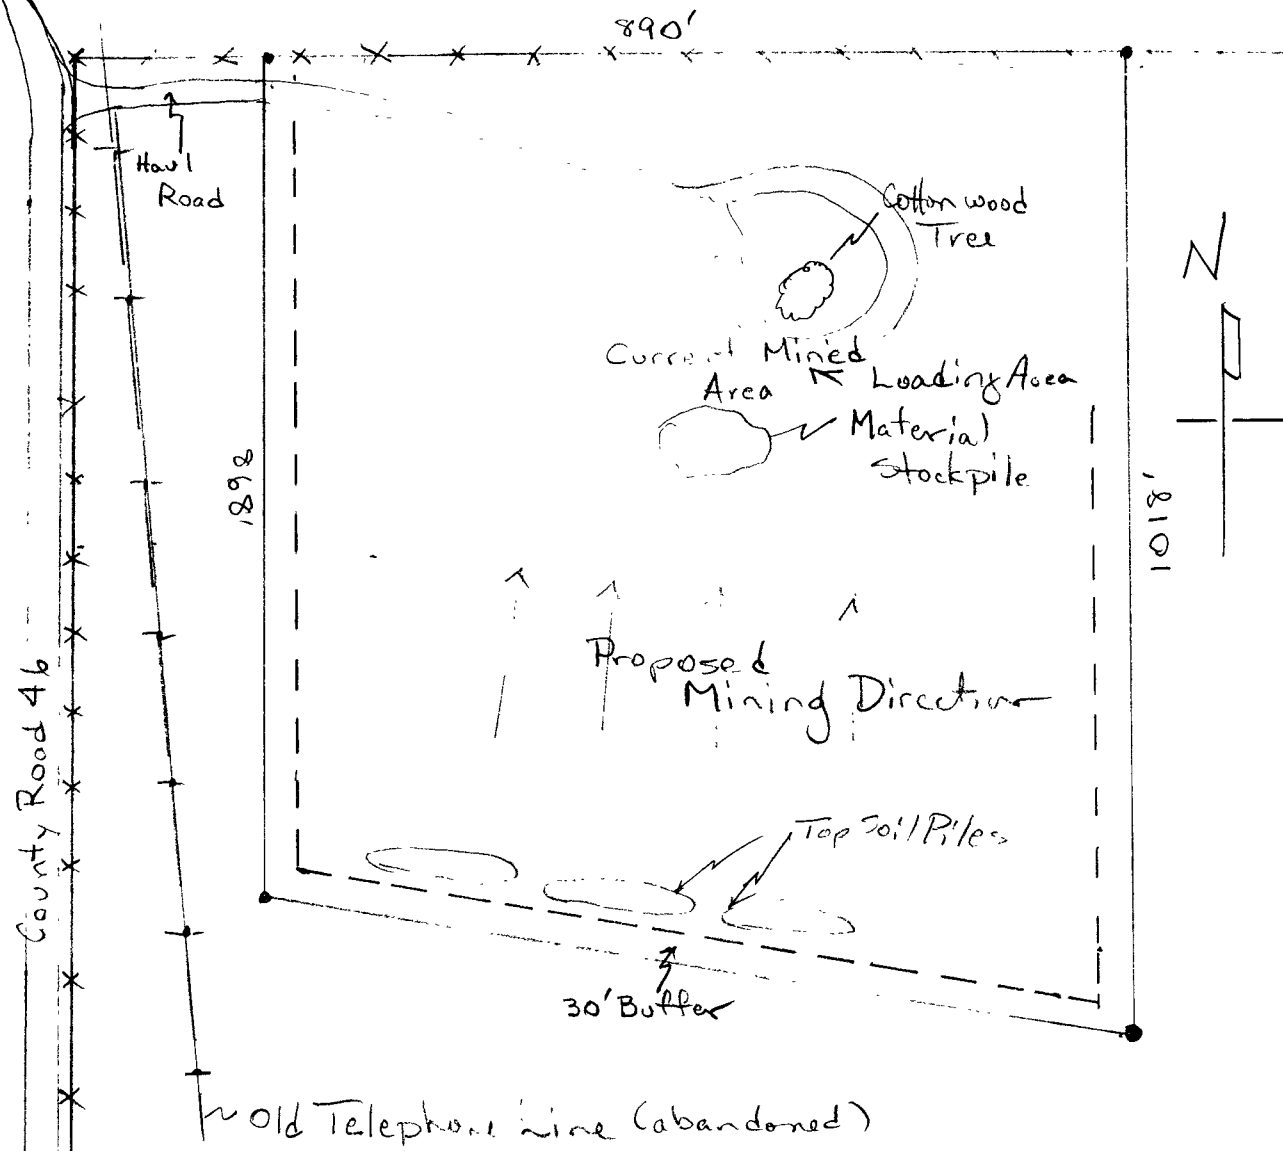 890'
Haul
Road
Cottonwood
Tree
N
Current Mined
Area
Loading Area
Material
Stockpile
898'
1018'
Proposed
Mining Direction
County Road 46
Top Soil Piles
30' Buffer
Old Telephone Line (abandoned)